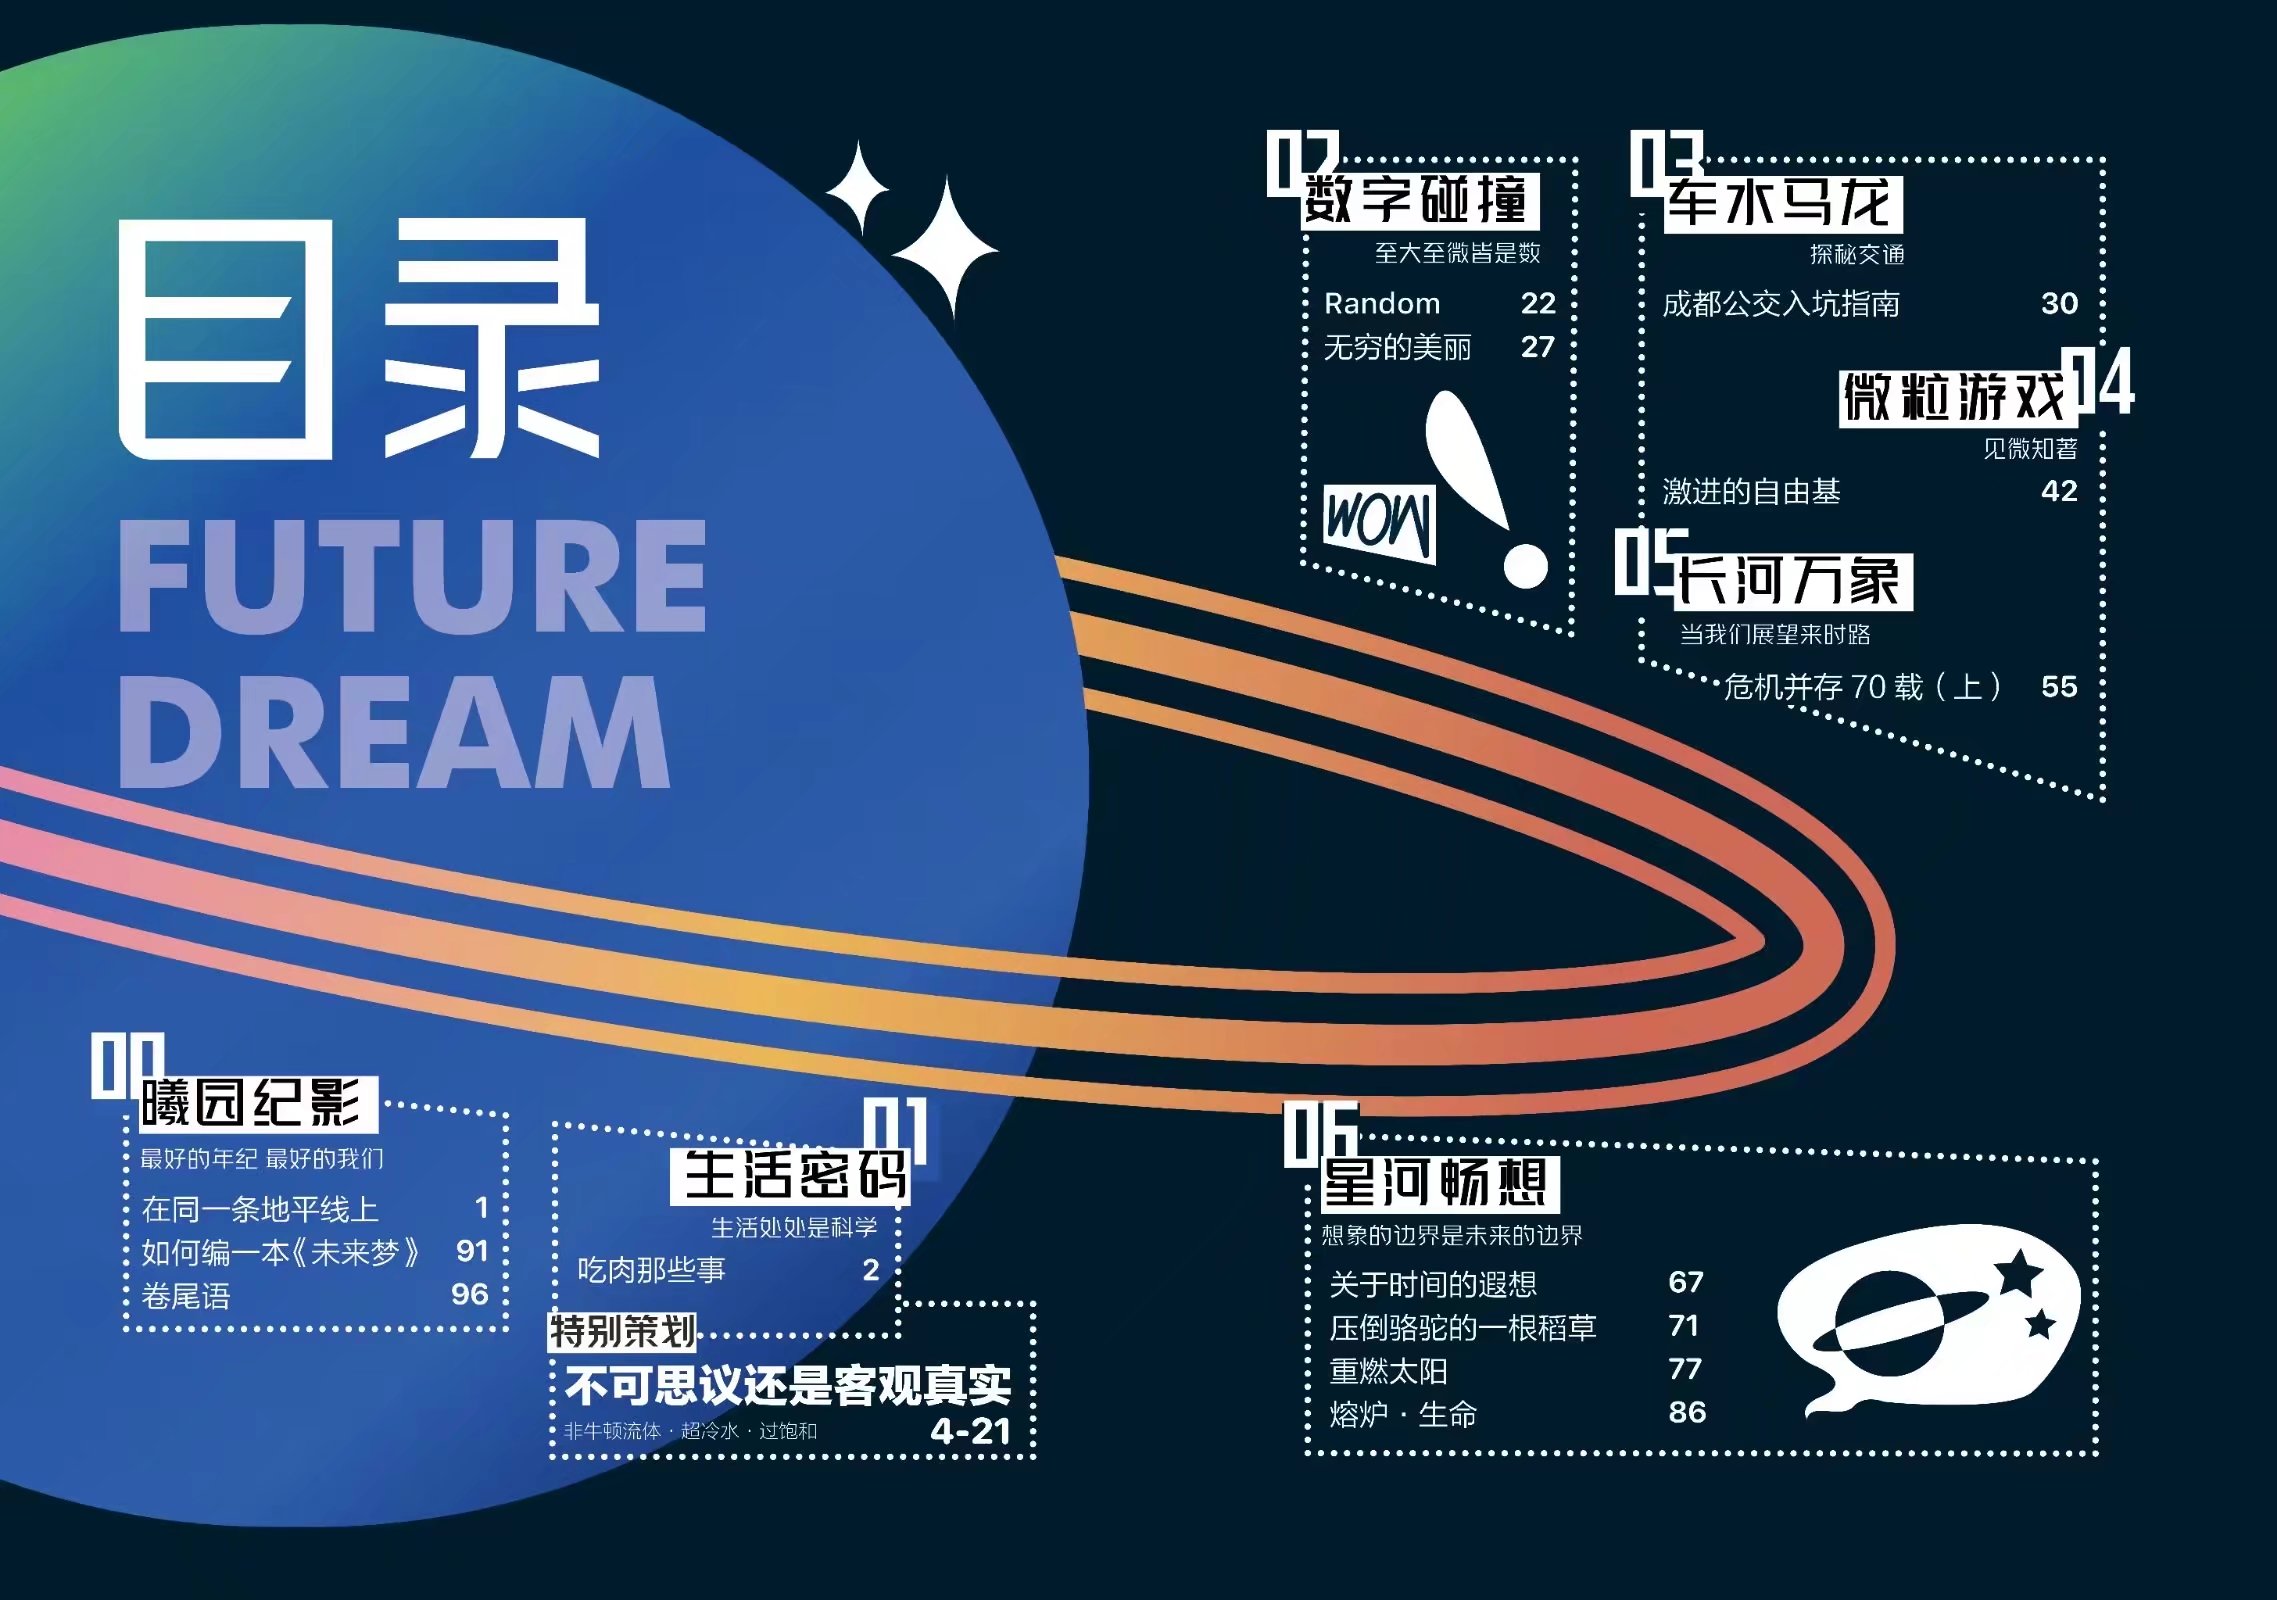 目录
FUTURE
DREAM
00
曦园纪影
最好的年纪 最好的我们
在同一条地平线上 1
如何编一本《未来梦》 91
卷尾语 96
01
生活密码
生活处处是科学
吃肉那些事 2
特别策划
不可思议还是客观真实
非牛顿流体 · 超冷水 · 过饱和 4-21
02
数字碰撞
至大至微皆是数
Random 22
无穷的美丽 27
WOW
03
车水马龙
探秘交通
成都公交入坑指南 30
04
微粒游戏
见微知著
激进的自由基 42
05
长河万象
当我们展望来时路
危机并存 70 载（上） 55
06
星河畅想
想象的边界是未来的边界
关于时间的遐想 67
压倒骆驼的一根稻草 71
重燃太阳 77
熔炉 · 生命 86